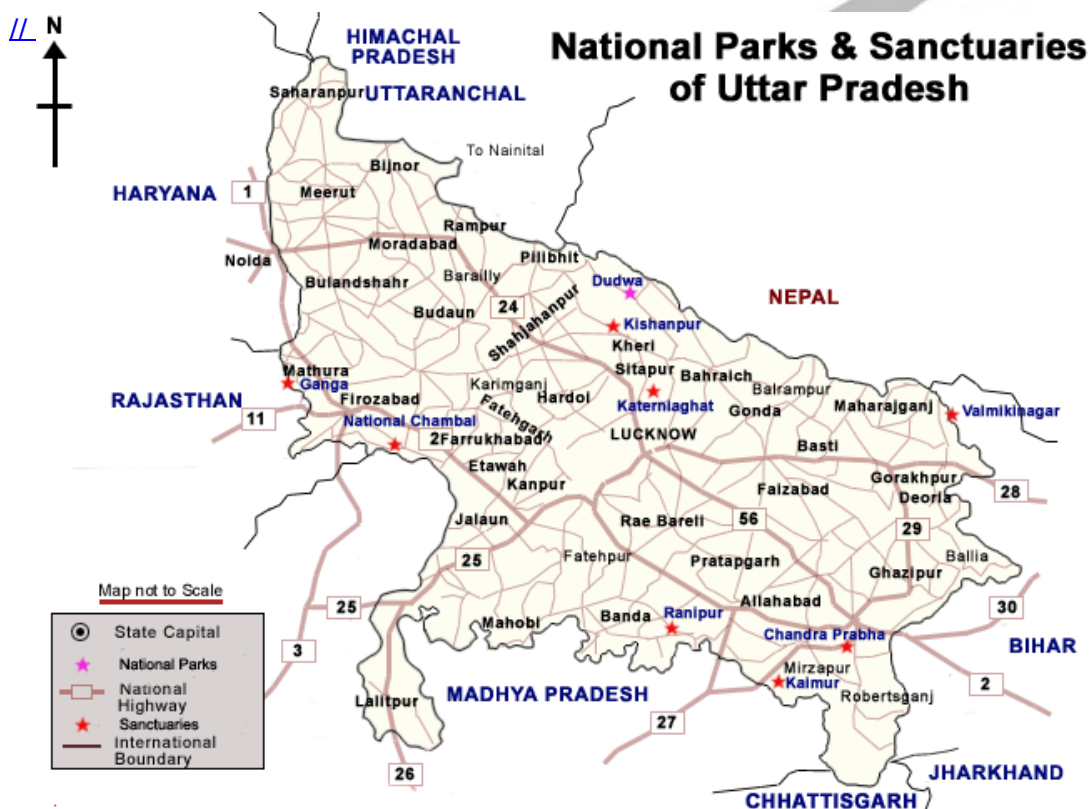 //
N
National Parks & Sanctuaries
of Uttar Pradesh
HIMACHAL
PRADESH
Saharanpur
UTTARANCHAL
To Nainital
Bijnor
HARYANA
1
Meerut
Rampur
Moradabad
Pilibhit
Noida
Barailly
Dudwa
Bulandshahr
NEPAL
Budaun
24
Shahjahanpur
Kishanpur
Kheri
Mathura
Sitapur
Bahraich
Ganga
Karimganj
Balrampur
RAJASTHAN
Firozabad
Hardoi
Katerniaghat
Gonda
Maharajganj
Valmikinagar
11
National Chambal
Fatehgarh
2
Farrukhabad
LUCKNOW
Basti
Etawah
Gorakhpur
Kanpur
Faizabad
Deoria
28
Jalaun
Rae Bareli
56
29
25
Fatehpur
Pratapgarh
Ballia
Ghazipur
Map not to Scale
25
Allahabad
30
Mahobi
Banda
Ranipur
Chandra Prabha
State Capital
3
BIHAR
National Parks
Mirzapur
Kaimur
2
National
Highway
Lalitpur
MADHYA PRADESH
Robertsganj
Sanctuaries
27
International
Boundary
26
JHARKHAND
CHHATTISGARH